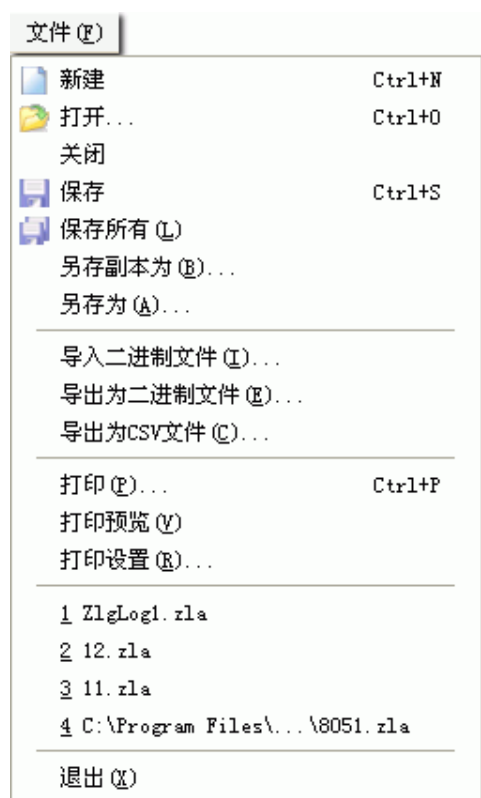 文件(F)
新建 Ctrl+N
打开... Ctrl+O
关闭
保存 Ctrl+S
保存所有(L)
另存副本为(B)...
另存为(A)...
导入二进制文件(I)...
导出为二进制文件(E)...
导出为CSV文件(C)...
打印(P)... Ctrl+P
打印预览(V)
打印设置(R)...
1 ZlgLog1.zla
2 12.zla
3 11.zla
4 C:\Program Files\...\8051.zla
退出(X)